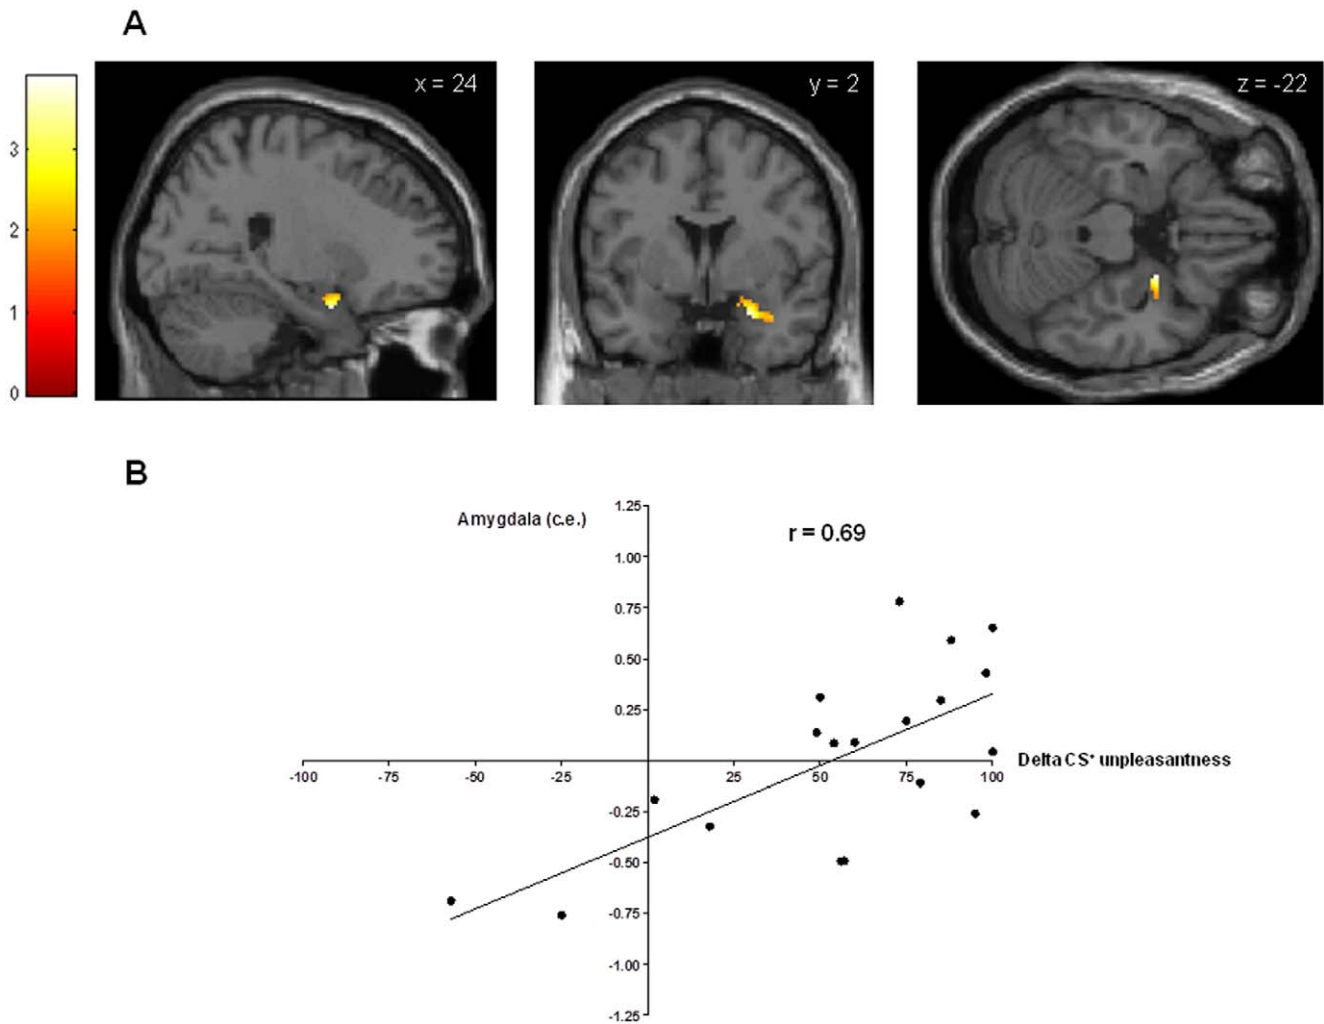 A
x = 24
y = 2
z = -22
3
2
1
0
B
Amygdala (c.e.)
r = 0.69
1.25
1.00
0.75
0.50
0.25
-100 -75 -50 -25 25 50 75 100
Delta CS⁺ unpleasantness
-0.25
-0.50
-0.75
-1.00
-1.25